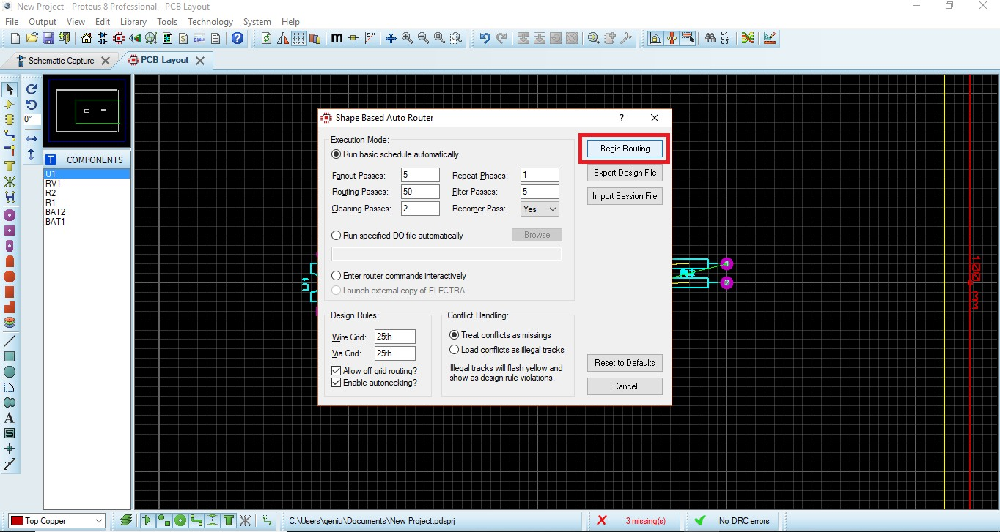 New Project - Proteus 8 Professional - PCB Layout
File Output View Edit Library Tools Technology System Help
Schematic Capture PCB Layout
0°
COMPONENTS
U1
RV1
R2
R1
BAT2
BAT1
Shape Based Auto Router
Execution Mode:
Run basic schedule automatically
Fanout Passes: 5 Repeat Phases: 1
Routing Passes: 50 Filter Passes: 5
Cleaning Passes: 2 Recorner Pass: Yes
Run specified DO file automatically Browse
Enter router commands interactively
Launch external copy of ELECTRA
Design Rules:
Wire Grid: 25th
Via Grid: 25th
Allow off grid routing?
Enable autonecking?
Conflict Handling:
Treat conflicts as missings
Load conflicts as illegal tracks
Illegal tracks will flash yellow and
show as design rule violations.
Begin Routing
Export Design File
Import Session File
Reset to Defaults
Cancel
U1
1
2
100 mm
Top Copper
C:\Users\geniu\Documents\New Project.pdsprj
3 missing(s)
No DRC errors